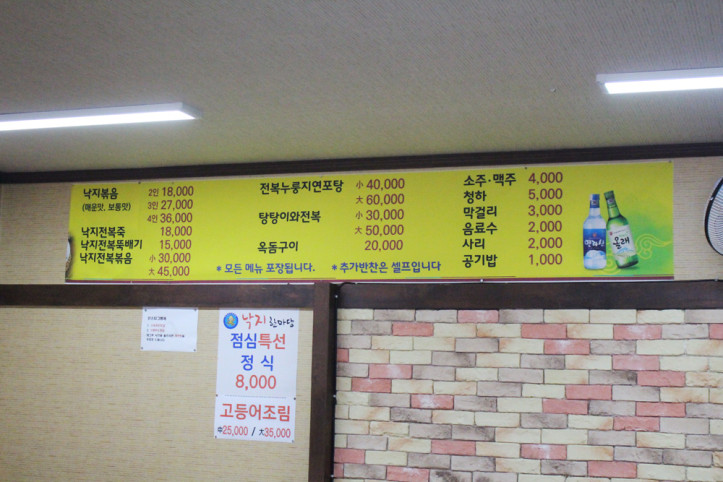 낙지볶음 2인 18,000
(매운맛, 보통맛) 3인 27,000
4인 36,000
낙지전복죽 18,000
낙지전복뚝배기 15,000
낙지전복볶음 小 30,000
大 45,000
전복누룽지연포탕 小 40,000
大 60,000
탕탕이와전복 小 30,000
大 50,000
옥돔구이 20,000
* 모든 메뉴 포장됩니다. * 추가반찬은 셀프입니다
소주·맥주 4,000
청하 5,000
막걸리 3,000
음료수 2,000
사리 2,000
공기밥 1,000
한라산
올래
낙지 한마당
점심특선
정식
8,000
고등어조림
中25,000 / 大35,000